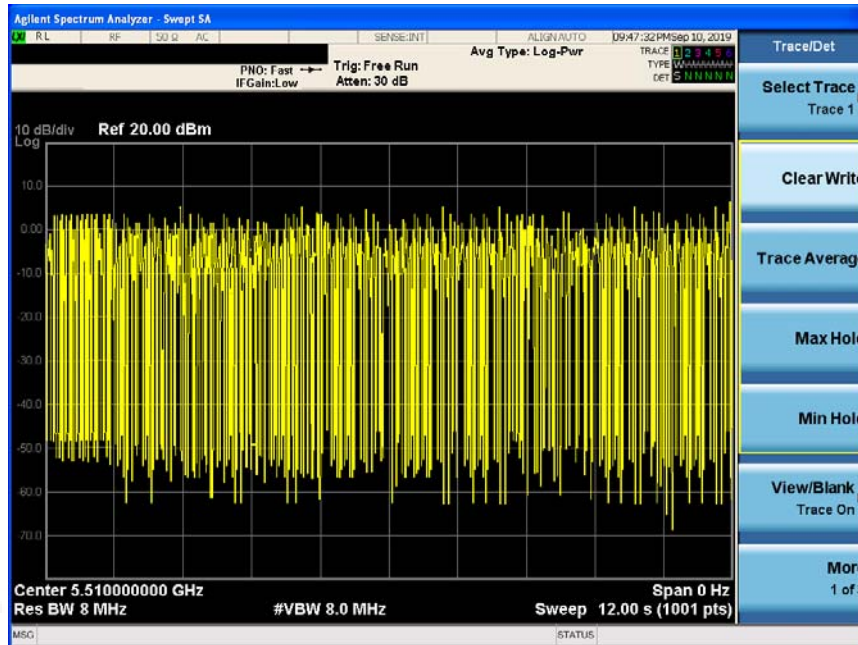 Agilent Spectrum Analyzer - Swept SA
RL RF 50 Ω AC SENSE:INT ALIGNAUTO 09:47:32 PM Sep 10, 2019
PNO: Fast
IFGain:Low
Trig: Free Run
Atten: 30 dB
Avg Type: Log-Pwr
TRACE 1 2 3 4 5 6
TYPE W
DET S N N N N N
10 dB/div
Log
Ref 20.00 dBm
10.0
0.00
-10.0
-20.0
-30.0
-40.0
-50.0
-60.0
-70.0
Center 5.510000000 GHz
Span 0 Hz
Res BW 8 MHz
#VBW 8.0 MHz
Sweep 12.00 s (1001 pts)
MSG
STATUS
Trace/Det
Select Trace
Trace 1
Clear Write
Trace Averag
Max Hol
Min Hol
View/Blank
Trace On
Mor
1 of